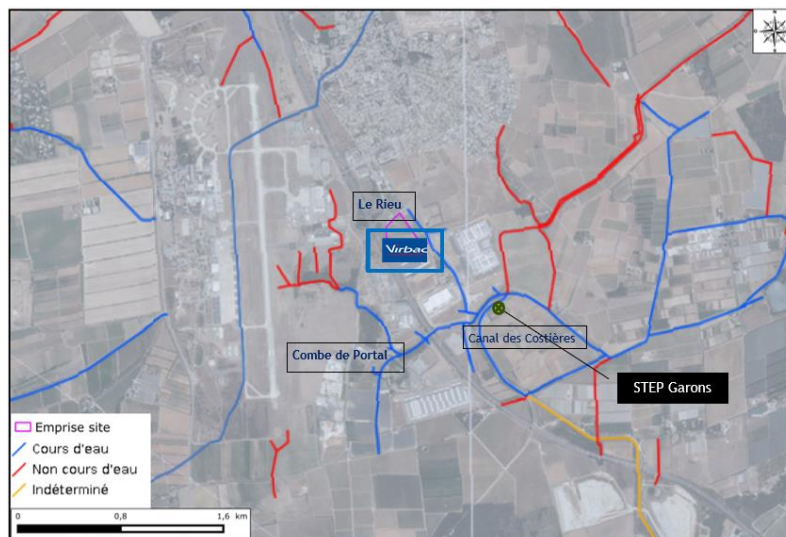 Le Rieu
Virbac
Canal des Costières
Combe de Portal
STEP Garons
Emprise site
Cours d'eau
Non cours d'eau
Indéterminé
0 0,8 1,6 km